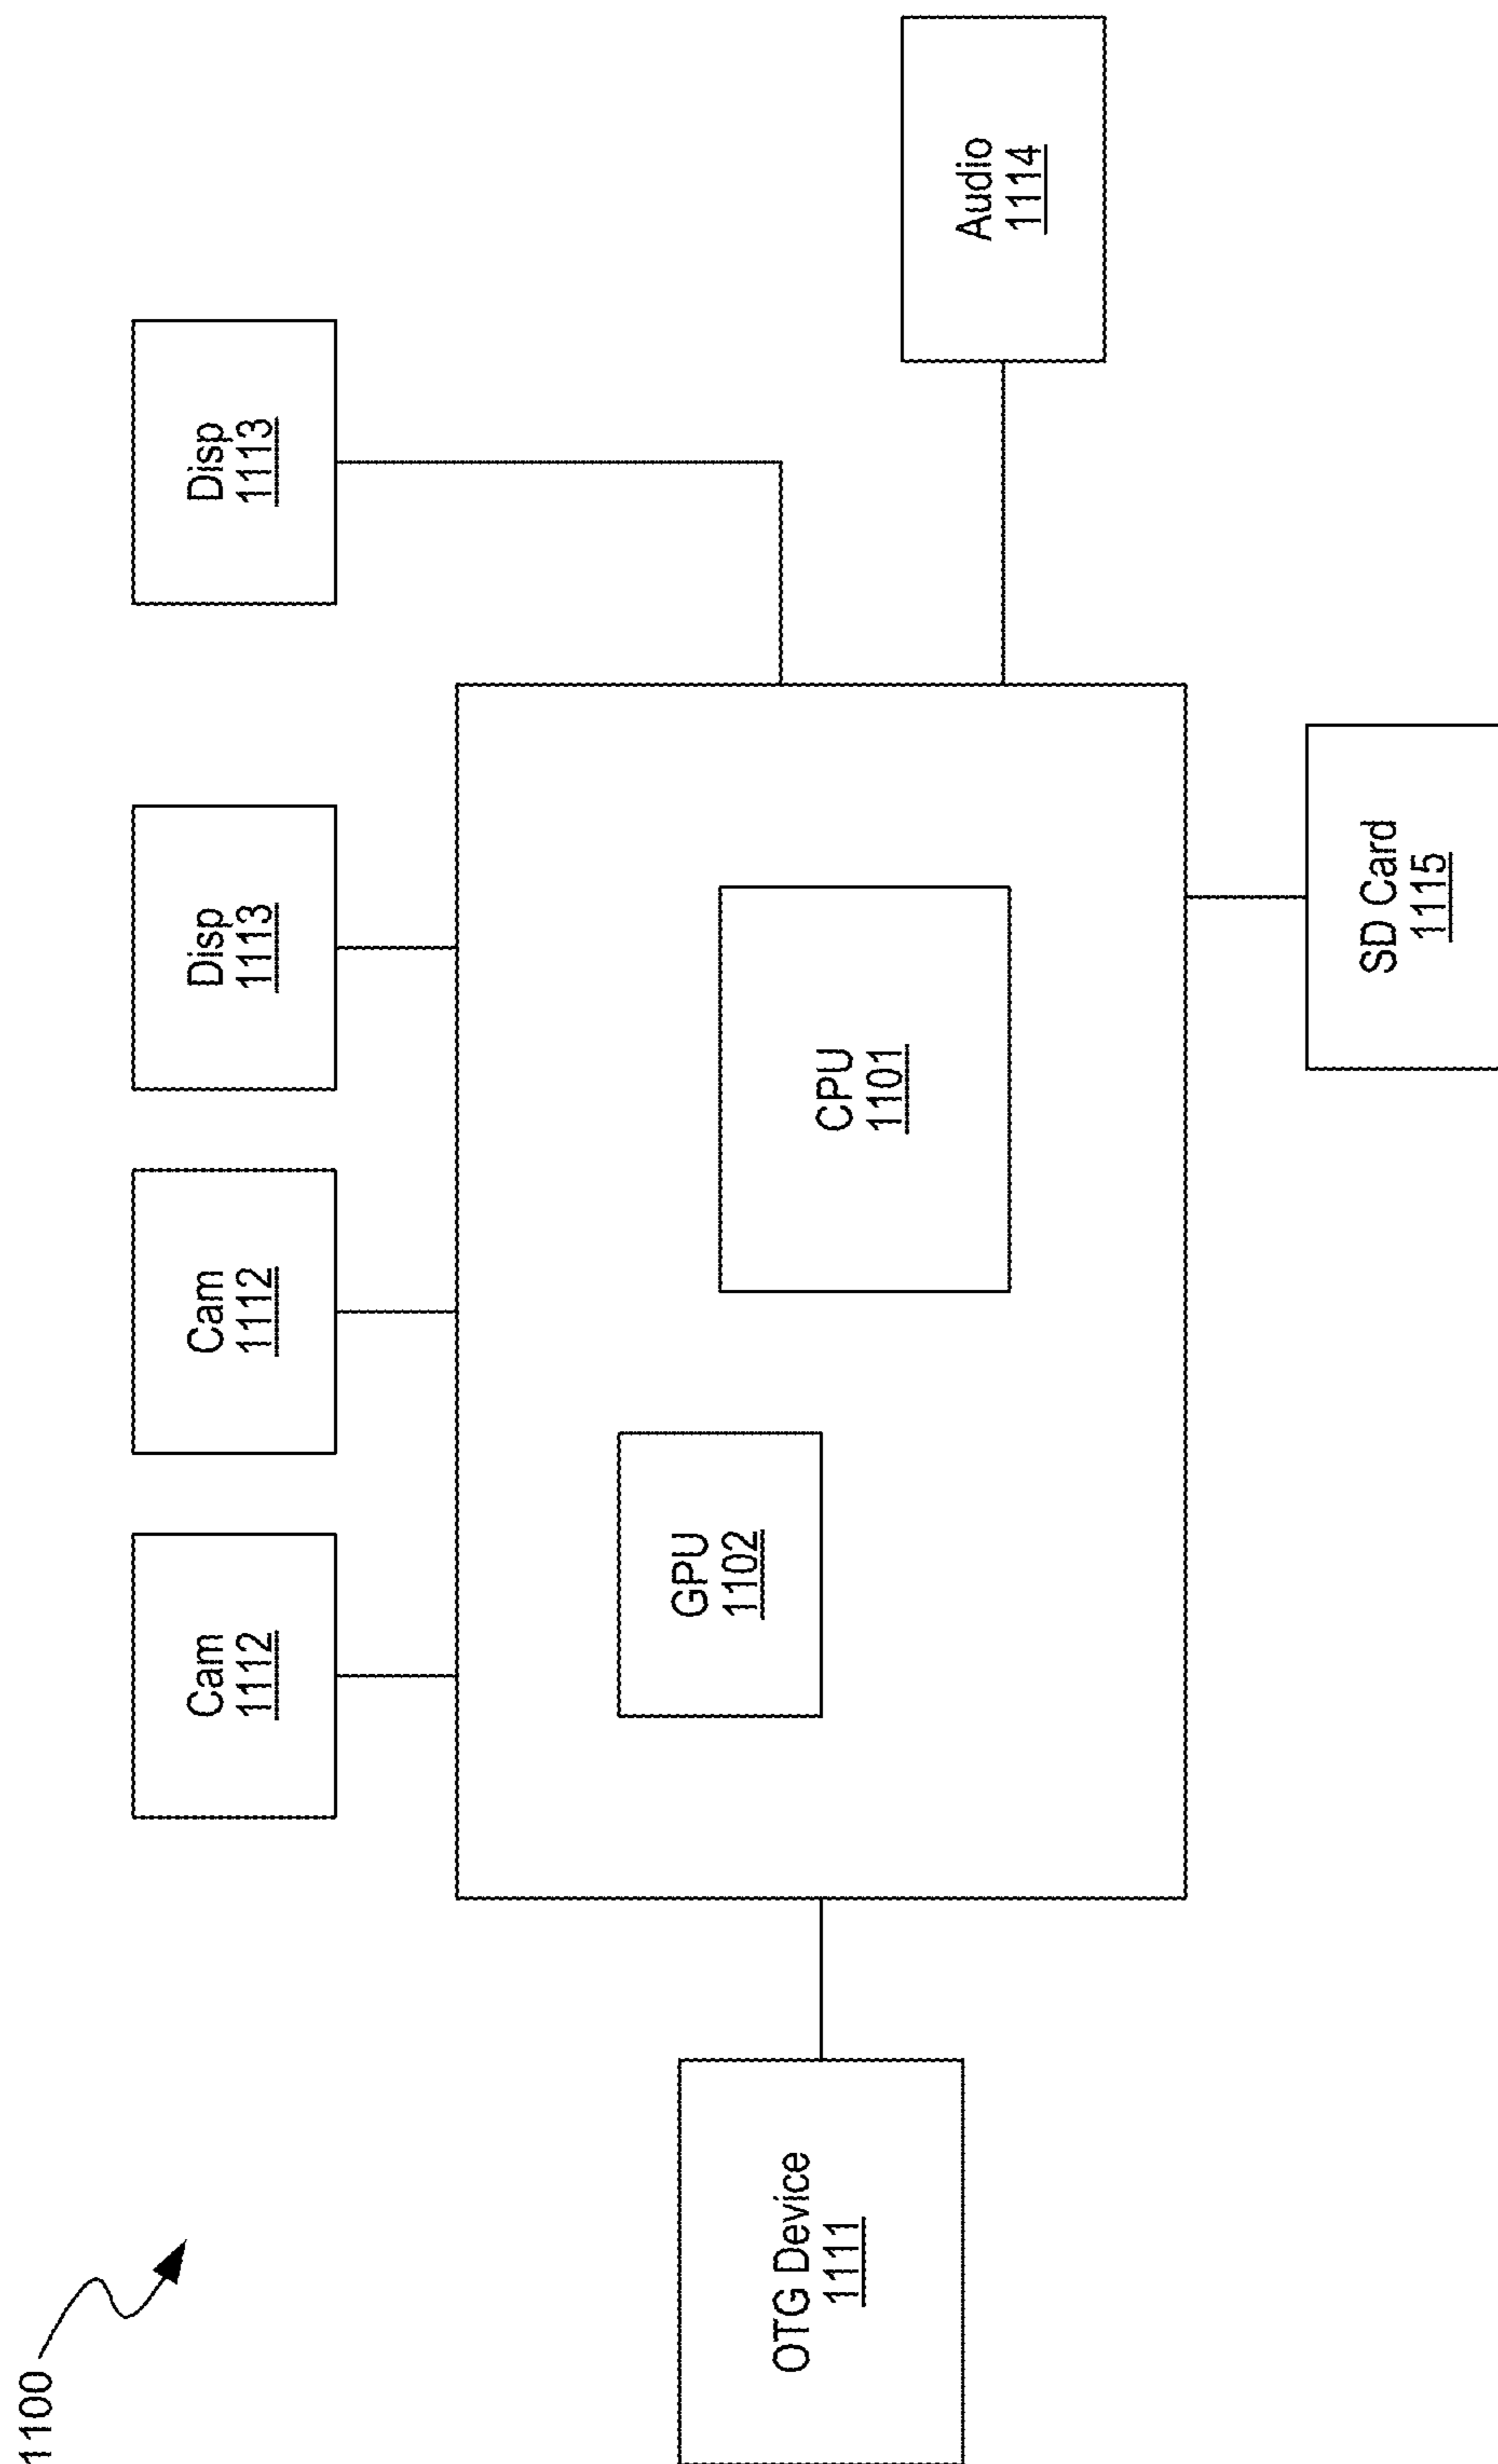 1100
Cam
1112
Cam
1112
Disp
1113
Disp
1113
OTG Device
1111
GPU
1102
CPU
1101
Audio
1114
SD Card
1115